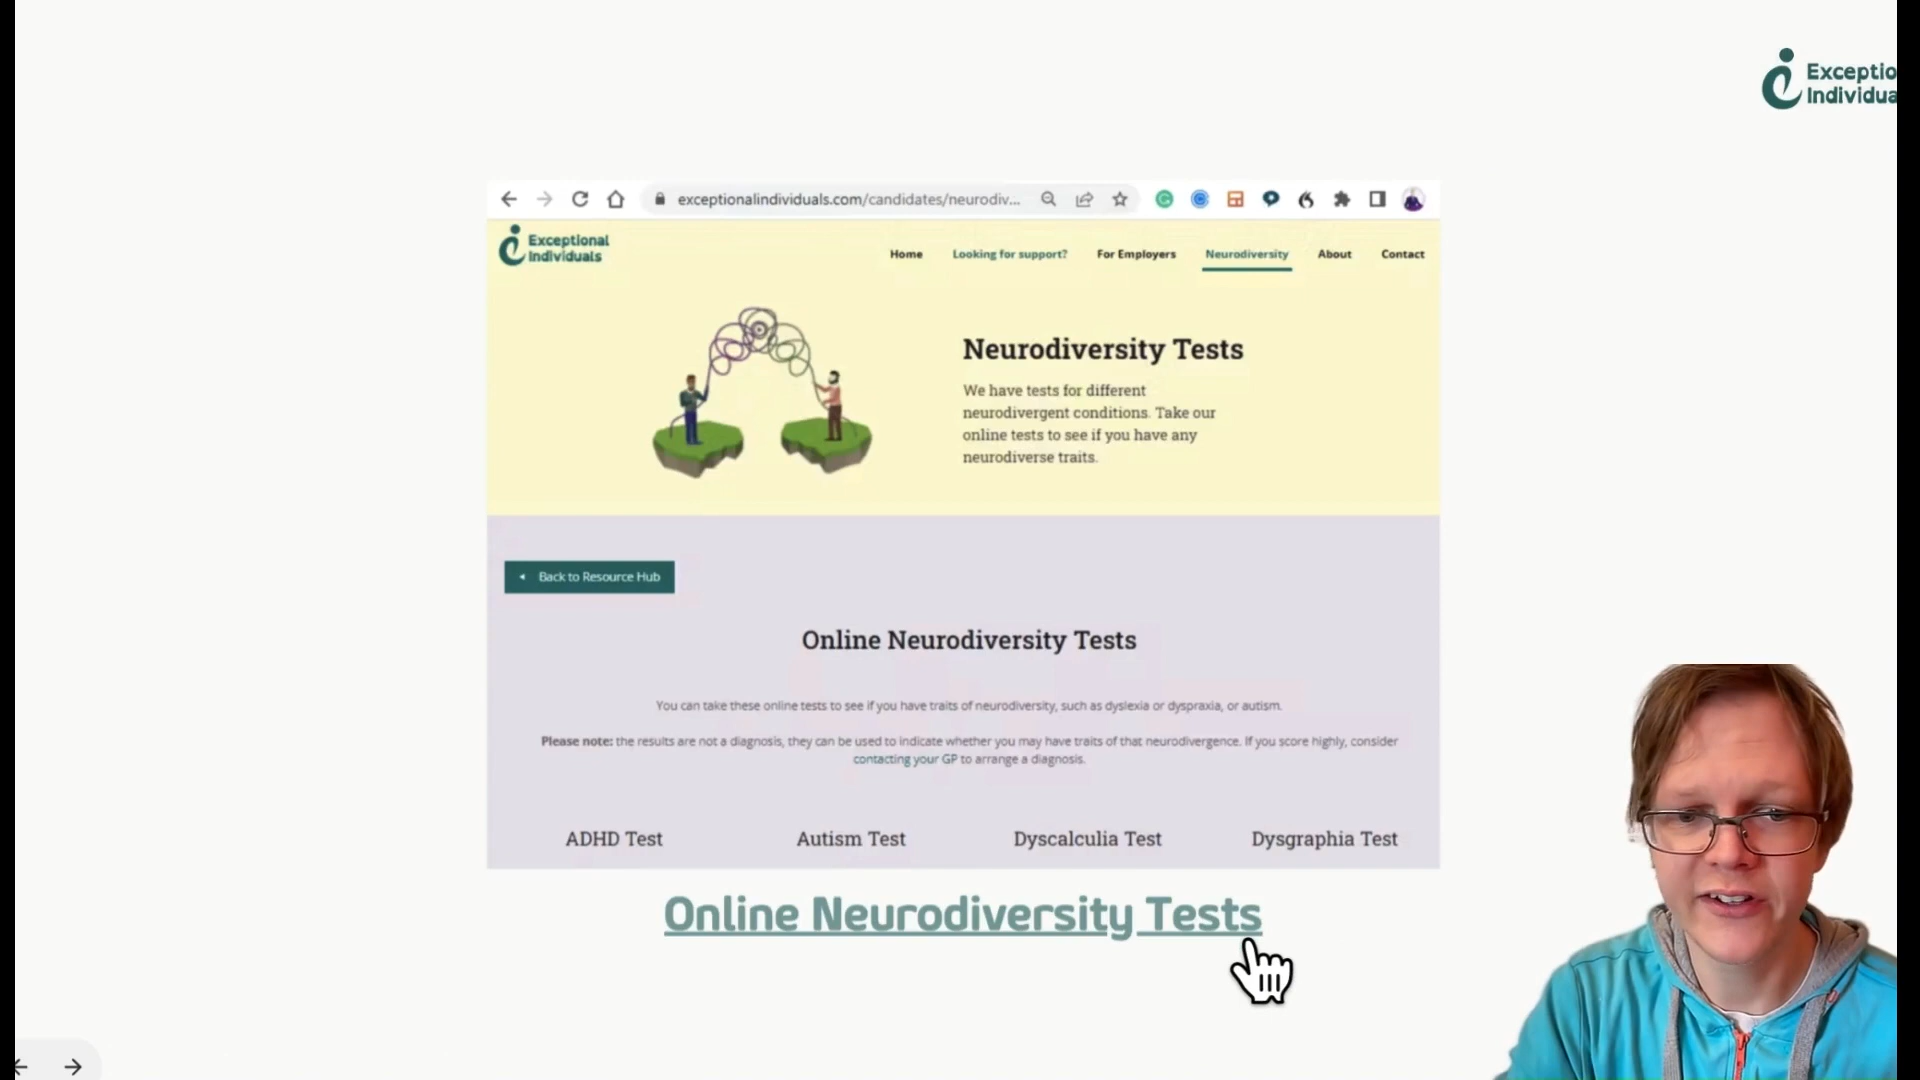 Exceptio
Individua
exceptionalindividuals.com/candidates/neurodiv...
Exceptional
Individuals
Home Looking for support? For Employers Neurodiversity About Contact
Neurodiversity Tests
We have tests for different
neurodivergent conditions. Take our
online tests to see if you have any
neurodiverse traits.
Back to Resource Hub
Online Neurodiversity Tests
You can take these online tests to see if you have traits of neurodiversity, such as dyslexia or dyspraxia, or autism.
Please note: the results are not a diagnosis, they can be used to indicate whether you may have traits of that neurodivergence. If you score highly, consider
contacting your GP to arrange a diagnosis.
ADHD Test Autism Test Dyscalculia Test Dysgraphia Test
Online Neurodiversity Tests